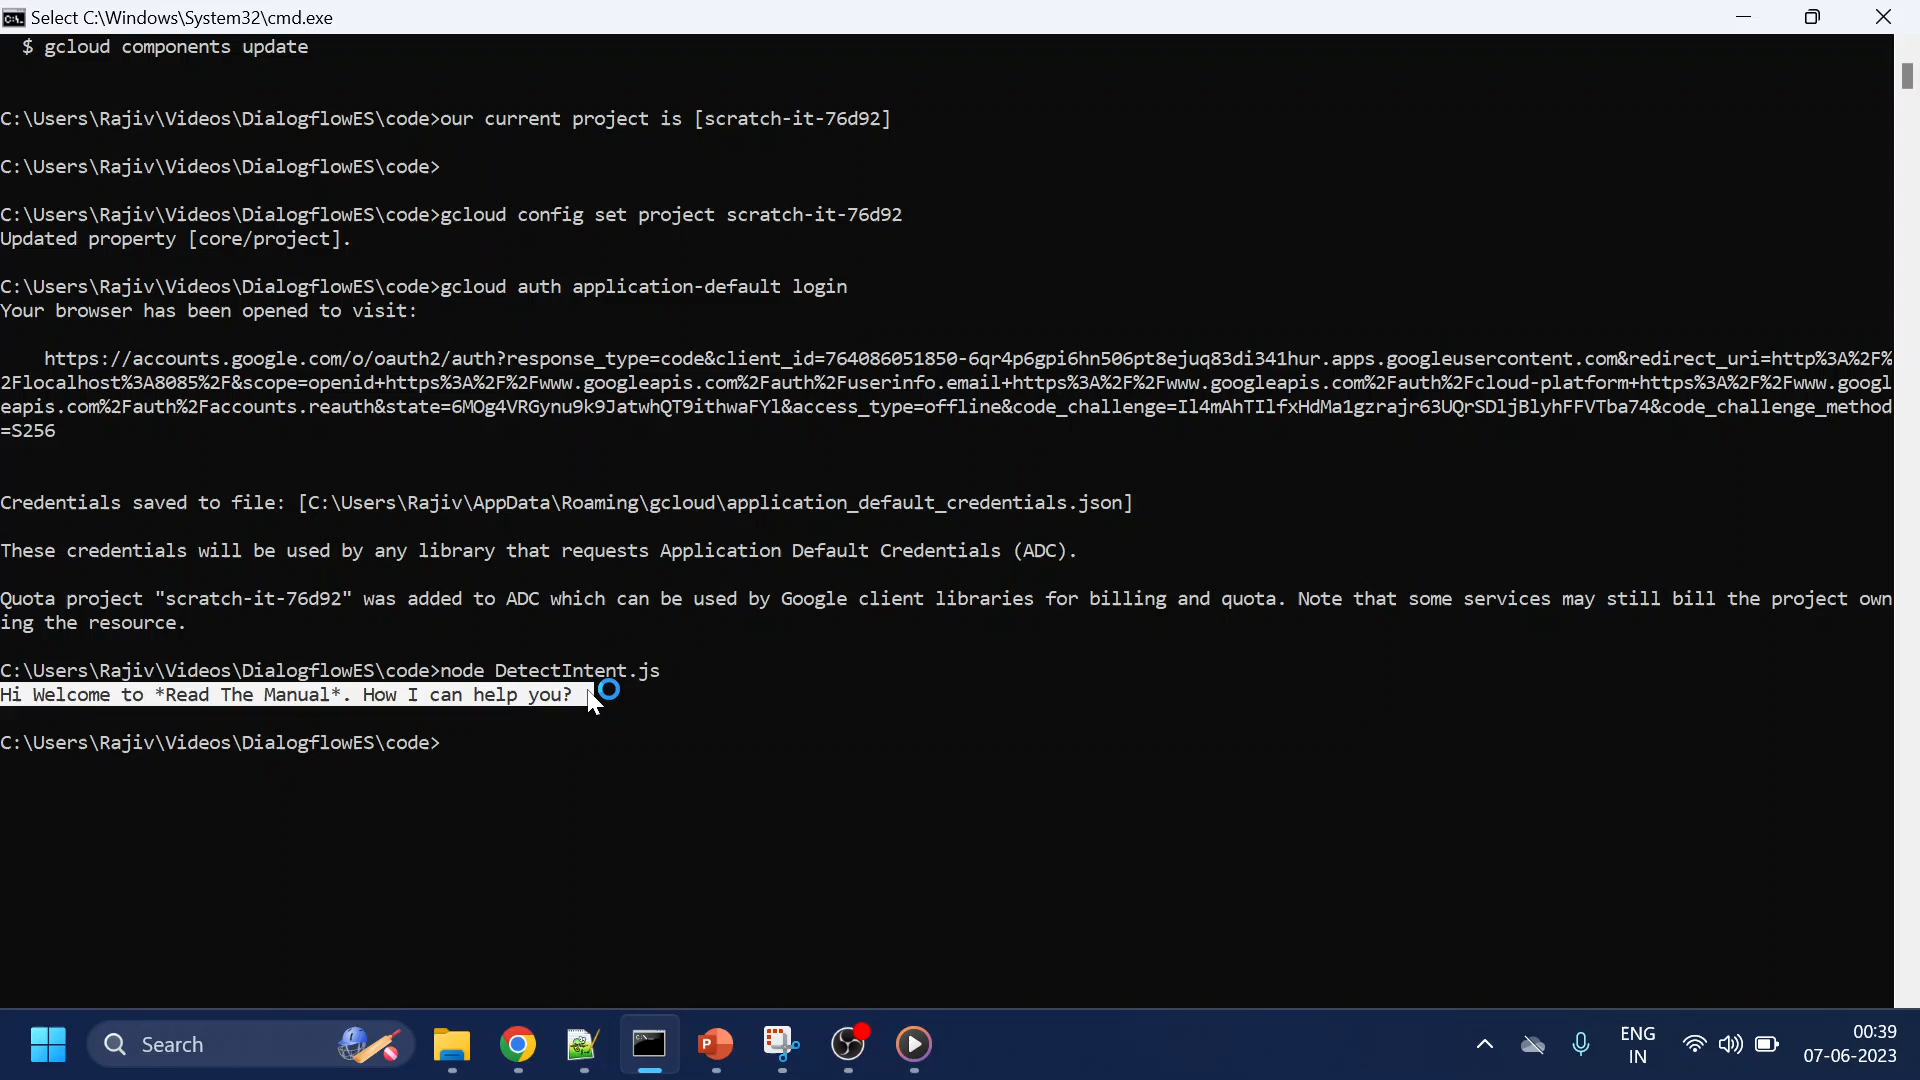 Select C:\Windows\System32\cmd.exe
$ gcloud components update
C:\Users\Rajiv\Videos\DialogflowES\code>our current project is [scratch-it-76d92]
C:\Users\Rajiv\Videos\DialogflowES\code>
C:\Users\Rajiv\Videos\DialogflowES\code>gcloud config set project scratch-it-76d92
Updated property [core/project].
C:\Users\Rajiv\Videos\DialogflowES\code>gcloud auth application-default login
Your browser has been opened to visit:
https://accounts.google.com/o/oauth2/auth?response_type=code&client_id=764086051850-6qr4p6gpi6hn506pt8ejuq83di341hur.apps.googleusercontent.com&redirect_uri=http%3A%2F%
2Flocalhost%3A8085%2F&scope=openid+https%3A%2F%2Fwww.googleapis.com%2Fauth%2Fuserinfo.email+https%3A%2F%2Fwww.googleapis.com%2Fauth%2Fcloud-platform+https%3A%2F%2Fwww.googl
eapis.com%2Fauth%2Faccounts.reauth&state=6MOg4VRGynu9k9JatwhQT9ithwaFYl&access_type=offline&code_challenge=Il4mAhTIlfxHdMa1gzrajr63UQrSDljBlyhFFVTba74&code_challenge_method
=S256
Credentials saved to file: [C:\Users\Rajiv\AppData\Roaming\gcloud\application_default_credentials.json]
These credentials will be used by any library that requests Application Default Credentials (ADC).
Quota project "scratch-it-76d92" was added to ADC which can be used by Google client libraries for billing and quota. Note that some services may still bill the project own
ing the resource.
C:\Users\Rajiv\Videos\DialogflowES\code>node DetectIntent.js
Hi Welcome to *Read The Manual*. How I can help you?
C:\Users\Rajiv\Videos\DialogflowES\code>
Search
ENG
IN
00:39
07-06-2023